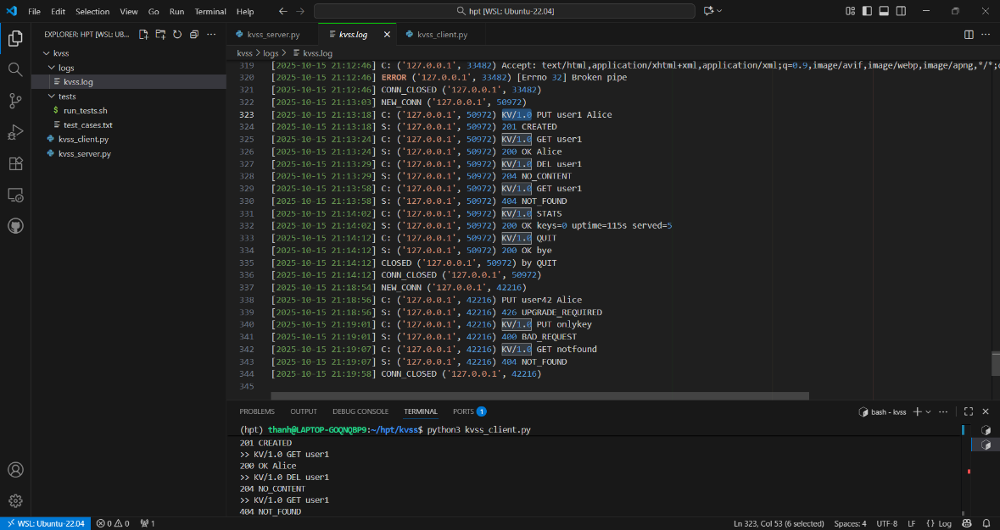 File Edit Selection View Go Run Terminal Help
hpt [WSL: Ubuntu-22.04]
EXPLORER: HPT [WSL: UB...
kvss
logs
kvss.log
tests
run_tests.sh
test_cases.txt
kvss_client.py
kvss_server.py
kvss_server.py kvss.log kvss_client.py
kvss > logs > kvss.log
319 [2025-10-15 21:12:46] C: ('127.0.0.1', 33482) Accept: text/html,application/xhtml+xml,application/xml;q=0.9,image/avif,image/webp,image/apng,*/*;
320 [2025-10-15 21:12:46] ERROR ('127.0.0.1', 33482) [Errno 32] Broken pipe
321 [2025-10-15 21:12:46] CONN_CLOSED ('127.0.0.1', 33482)
322 [2025-10-15 21:13:03] NEW_CONN ('127.0.0.1', 50972)
323 [2025-10-15 21:13:18] C: ('127.0.0.1', 50972) KV/1.0 PUT user1 Alice
324 [2025-10-15 21:13:18] S: ('127.0.0.1', 50972) 201 CREATED
325 [2025-10-15 21:13:24] C: ('127.0.0.1', 50972) KV/1.0 GET user1
326 [2025-10-15 21:13:24] S: ('127.0.0.1', 50972) 200 OK Alice
327 [2025-10-15 21:13:29] C: ('127.0.0.1', 50972) KV/1.0 DEL user1
328 [2025-10-15 21:13:29] S: ('127.0.0.1', 50972) 204 NO_CONTENT
329 [2025-10-15 21:13:58] C: ('127.0.0.1', 50972) KV/1.0 GET user1
330 [2025-10-15 21:13:58] S: ('127.0.0.1', 50972) 404 NOT_FOUND
331 [2025-10-15 21:14:02] C: ('127.0.0.1', 50972) KV/1.0 STATS
332 [2025-10-15 21:14:02] S: ('127.0.0.1', 50972) 200 OK keys=0 uptime=115s served=5
333 [2025-10-15 21:14:12] C: ('127.0.0.1', 50972) KV/1.0 QUIT
334 [2025-10-15 21:14:12] S: ('127.0.0.1', 50972) 200 OK bye
335 [2025-10-15 21:14:12] CLOSED ('127.0.0.1', 50972) by QUIT
336 [2025-10-15 21:14:12] CONN_CLOSED ('127.0.0.1', 50972)
337 [2025-10-15 21:18:54] NEW_CONN ('127.0.0.1', 42216)
338 [2025-10-15 21:18:56] C: ('127.0.0.1', 42216) PUT user42 Alice
339 [2025-10-15 21:18:56] S: ('127.0.0.1', 42216) 426 UPGRADE_REQUIRED
340 [2025-10-15 21:19:01] C: ('127.0.0.1', 42216) KV/1.0 PUT onlykey
341 [2025-10-15 21:19:01] S: ('127.0.0.1', 42216) 400 BAD_REQUEST
342 [2025-10-15 21:19:07] C: ('127.0.0.1', 42216) KV/1.0 GET notfound
343 [2025-10-15 21:19:07] S: ('127.0.0.1', 42216) 404 NOT_FOUND
344 [2025-10-15 21:19:58] CONN_CLOSED ('127.0.0.1', 42216)
345
PROBLEMS OUTPUT DEBUG CONSOLE TERMINAL PORTS 1 bash - kvss
(hpt) thanh@LAPTOP-GOQNQBP9:~/hpt/kvss$ python3 kvss_client.py
201 CREATED
>> KV/1.0 GET user1
200 OK Alice
>> KV/1.0 DEL user1
204 NO_CONTENT
>> KV/1.0 GET user1
404 NOT_FOUND
WSL: Ubuntu-22.04 0 0 1 Ln 323, Col 53 (6 selected) Spaces: 4 UTF-8 LF {} Log